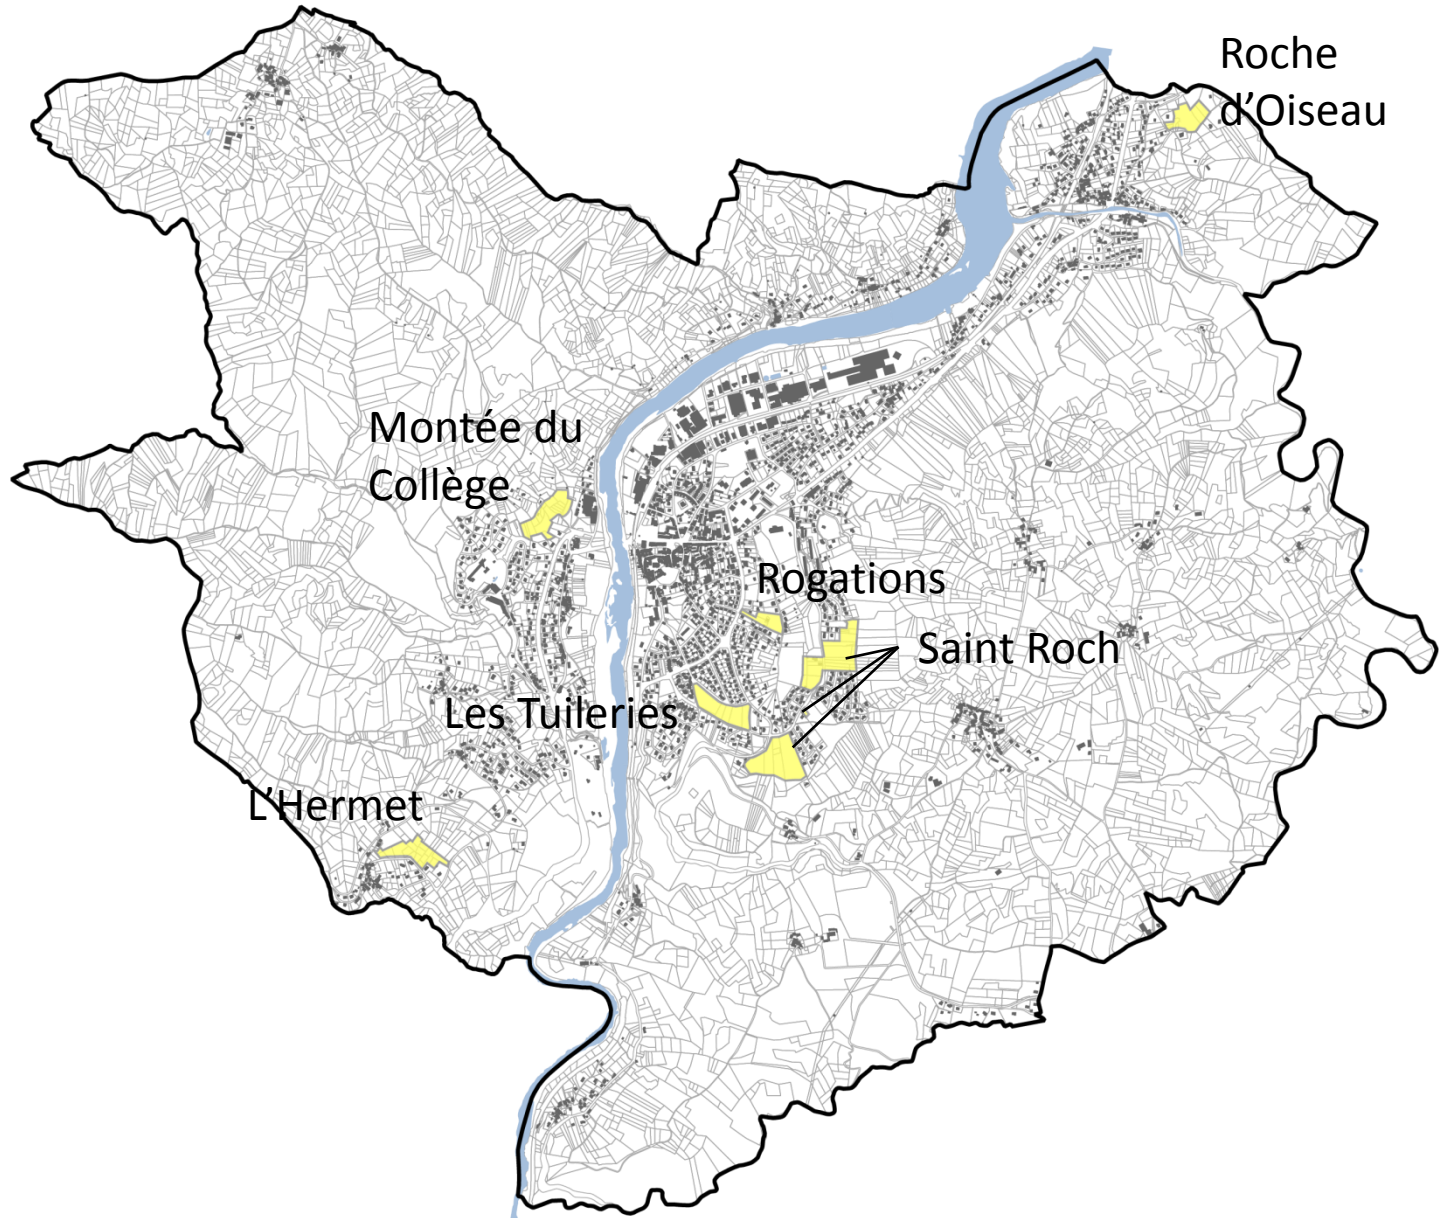 Roche
d’Oiseau
Montée du
Collège
Rogations
Saint Roch
Les Tuileries
L’Hermet